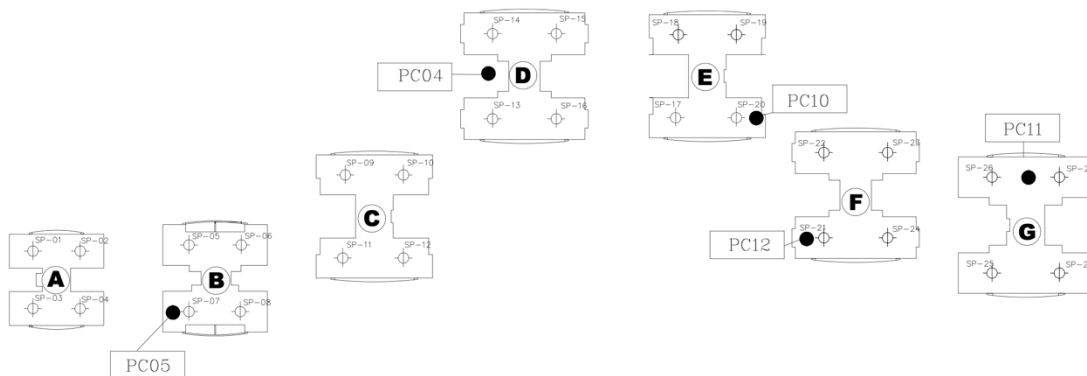 SP-14 SP-15
PC04
D
SP-13 SP-16
SP-18 SP-19
E
SP-17 SP-20
PC10
SP-22 SP-23
F
SP-21 SP-24
PC12
PC11
SP-26
G
SP-25
SP-09 SP-10
C
SP-11 SP-12
SP-01 SP-02
A
SP-03 SP-04
SP-05 SP-06
B
SP-07 SP-08
PC05